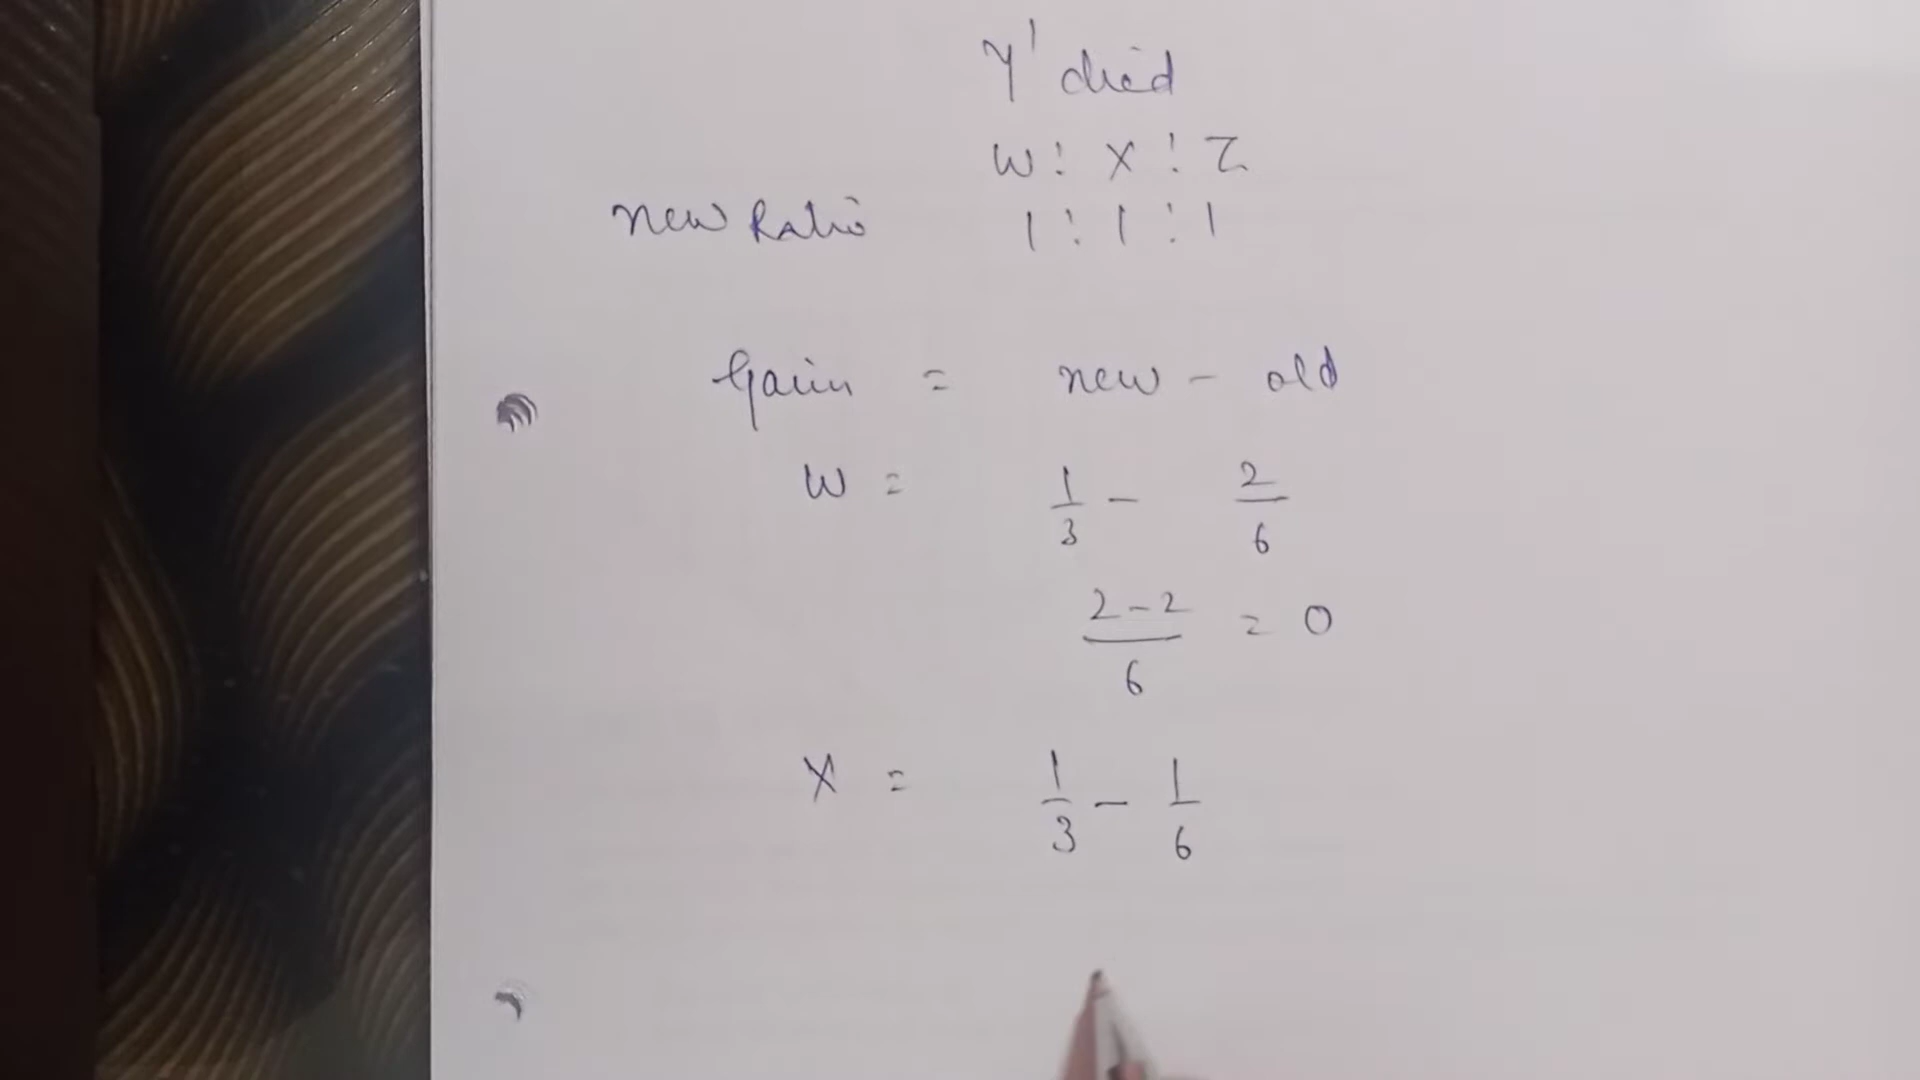 Y' died
W : X : Z
New Ratio 1 : 1 : 1
Gain = new - old
W = 1/3 - 2/6
2-2/6 = 0
X = 1/3 - 1/6